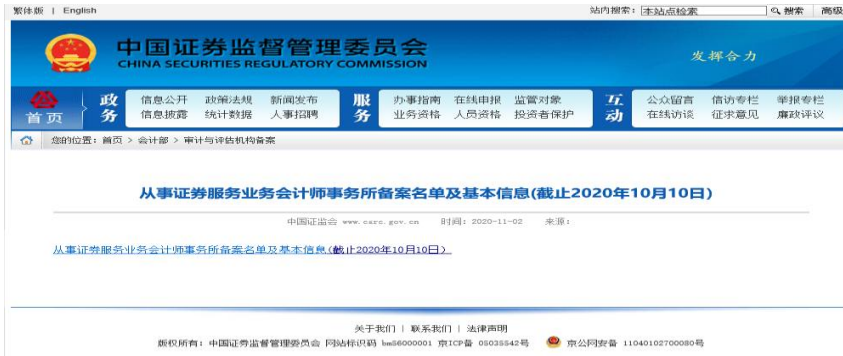 繁体版 | English 站内搜索: 本站点检索 搜索 高级
中国证券监督管理委员会
CHINA SECURITIES REGULATORY COMMISSION
发挥合力
首页 政务 信息公开 政策法规 新闻发布 服务 办事指南 在线申报 监管对象 互动 公众留言 信访专栏 举报专栏
信息披露 统计数据 人事招聘 业务资格 人员资格 投资者保护 在线访谈 征求意见 廉政评议
您的位置: 首页 > 会计部 > 审计与评估机构备案
从事证券服务业务会计师事务所备案名单及基本信息(截止2020年10月10日)
中国证监会 www.csrc.gov.cn 时间: 2020-11-02 来源:
从事证券服务业务会计师事务所备案名单及基本信息(截止2020年10月10日)
关于我们 | 联系我们 | 法律声明
版权所有: 中国证券监督管理委员会 网站标识码 bm56000001 京ICP备 05035542号 京公网安备 11040102700080号